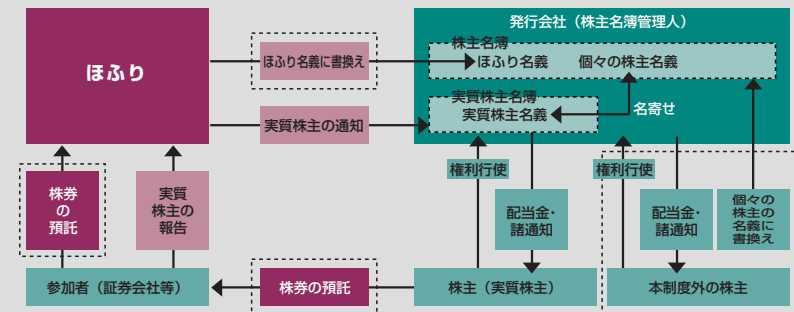 発行会社（株主名簿管理人）
株主名簿
ほふり
ほふり名義に書換え
ほふり名義
個々の株主名義
実質株主名簿
実質株主の通知
実質株主名義
名寄せ
権利行使
権利行使
株券
の
預託
実質
株主の
報告
配当金・
諸通知
配当金・
諸通知
個々の
株主の
名義に
書換え
参加者（証券会社等）
株券の預託
株主（実質株主）
本制度外の株主